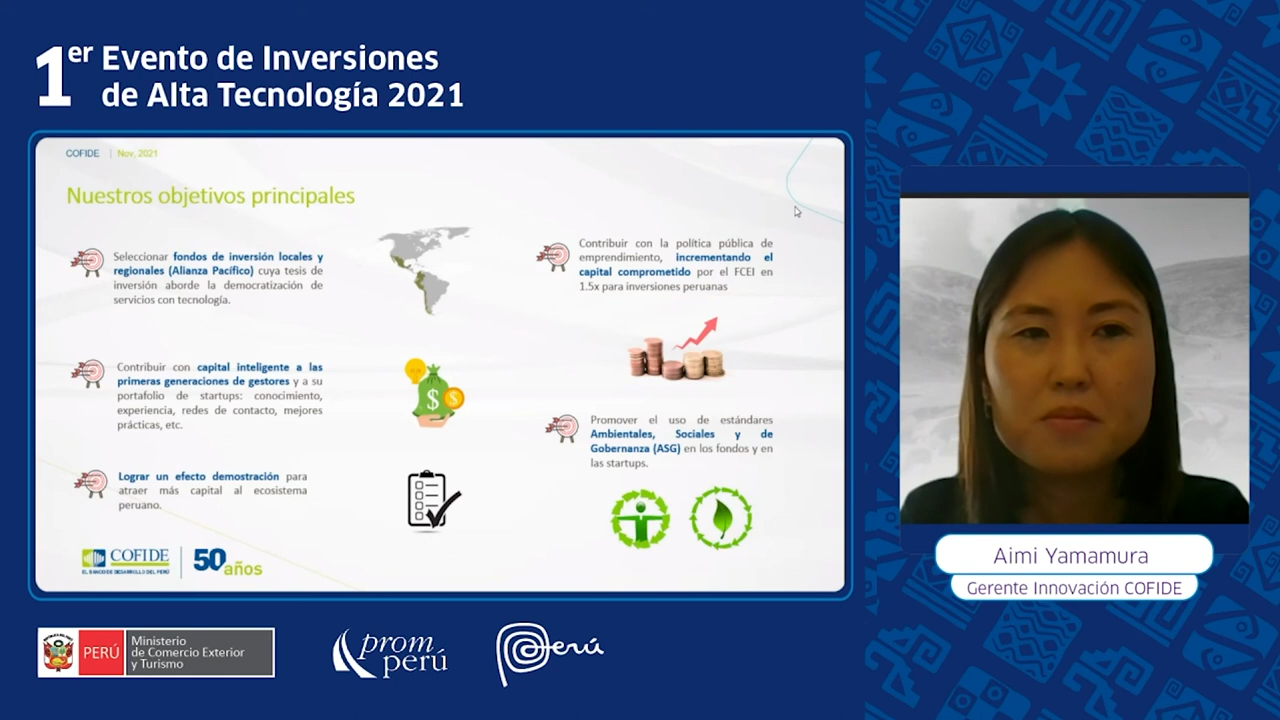 1er Evento de Inversiones
de Alta Tecnología 2021
COFIDE | Nov, 2021
Nuestros objetivos principales
Seleccionar fondos de inversión locales y
regionales (Alianza Pacífico) cuya tesis de
inversión aborde la democratización de
servicios con tecnología.
Contribuir con capital inteligente a las
primeras generaciones de gestores y a su
portafolio de startups: conocimiento,
experiencia, redes de contacto, mejores
prácticas, etc.
Lograr un efecto demostración para
atraer más capital al ecosistema
peruano.
Contribuir con la política pública de
emprendimiento, incrementando el
capital comprometido por el FCEI en
1.5x para inversiones peruanas
Promover el uso de estándares
Ambientales, Sociales y de
Gobernanza (ASG) en los fondos y en
las startups.
COFIDE
EL BANCO DE DESARROLLO DEL PERÚ
50 años
Aimi Yamamura
Gerente Innovación COFIDE
PERÚ
Ministerio
de Comercio Exterior
y Turismo
prom
perú
Perú